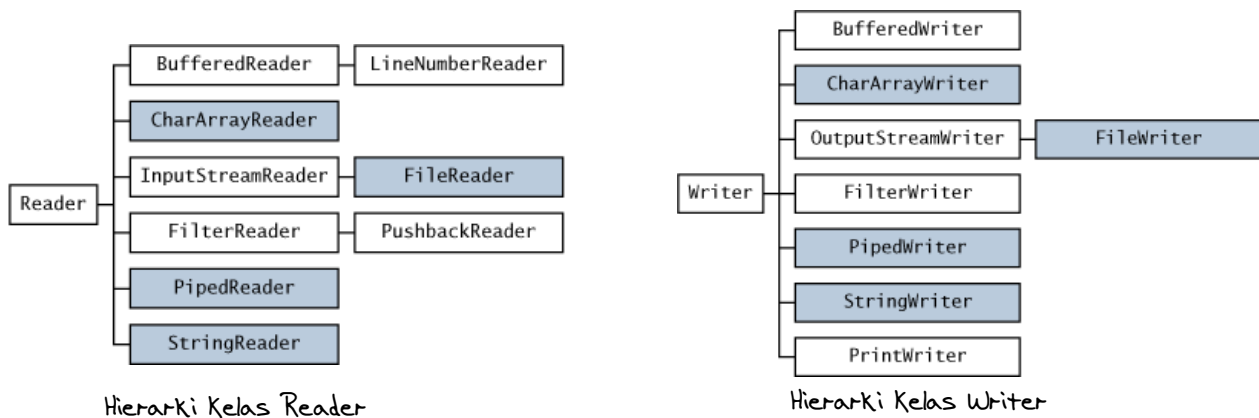 BufferedReader
LineNumberReader
CharArrayReader
InputStreamReader
FileReader
Reader
FilterReader
PushbackReader
PipedReader
StringReader
Hierarki Kelas Reader
BufferedWriter
CharArrayWriter
OutputStreamWriter
FileWriter
Writer
FilterWriter
PipedWriter
StringWriter
PrintWriter
Hierarki Kelas Writer